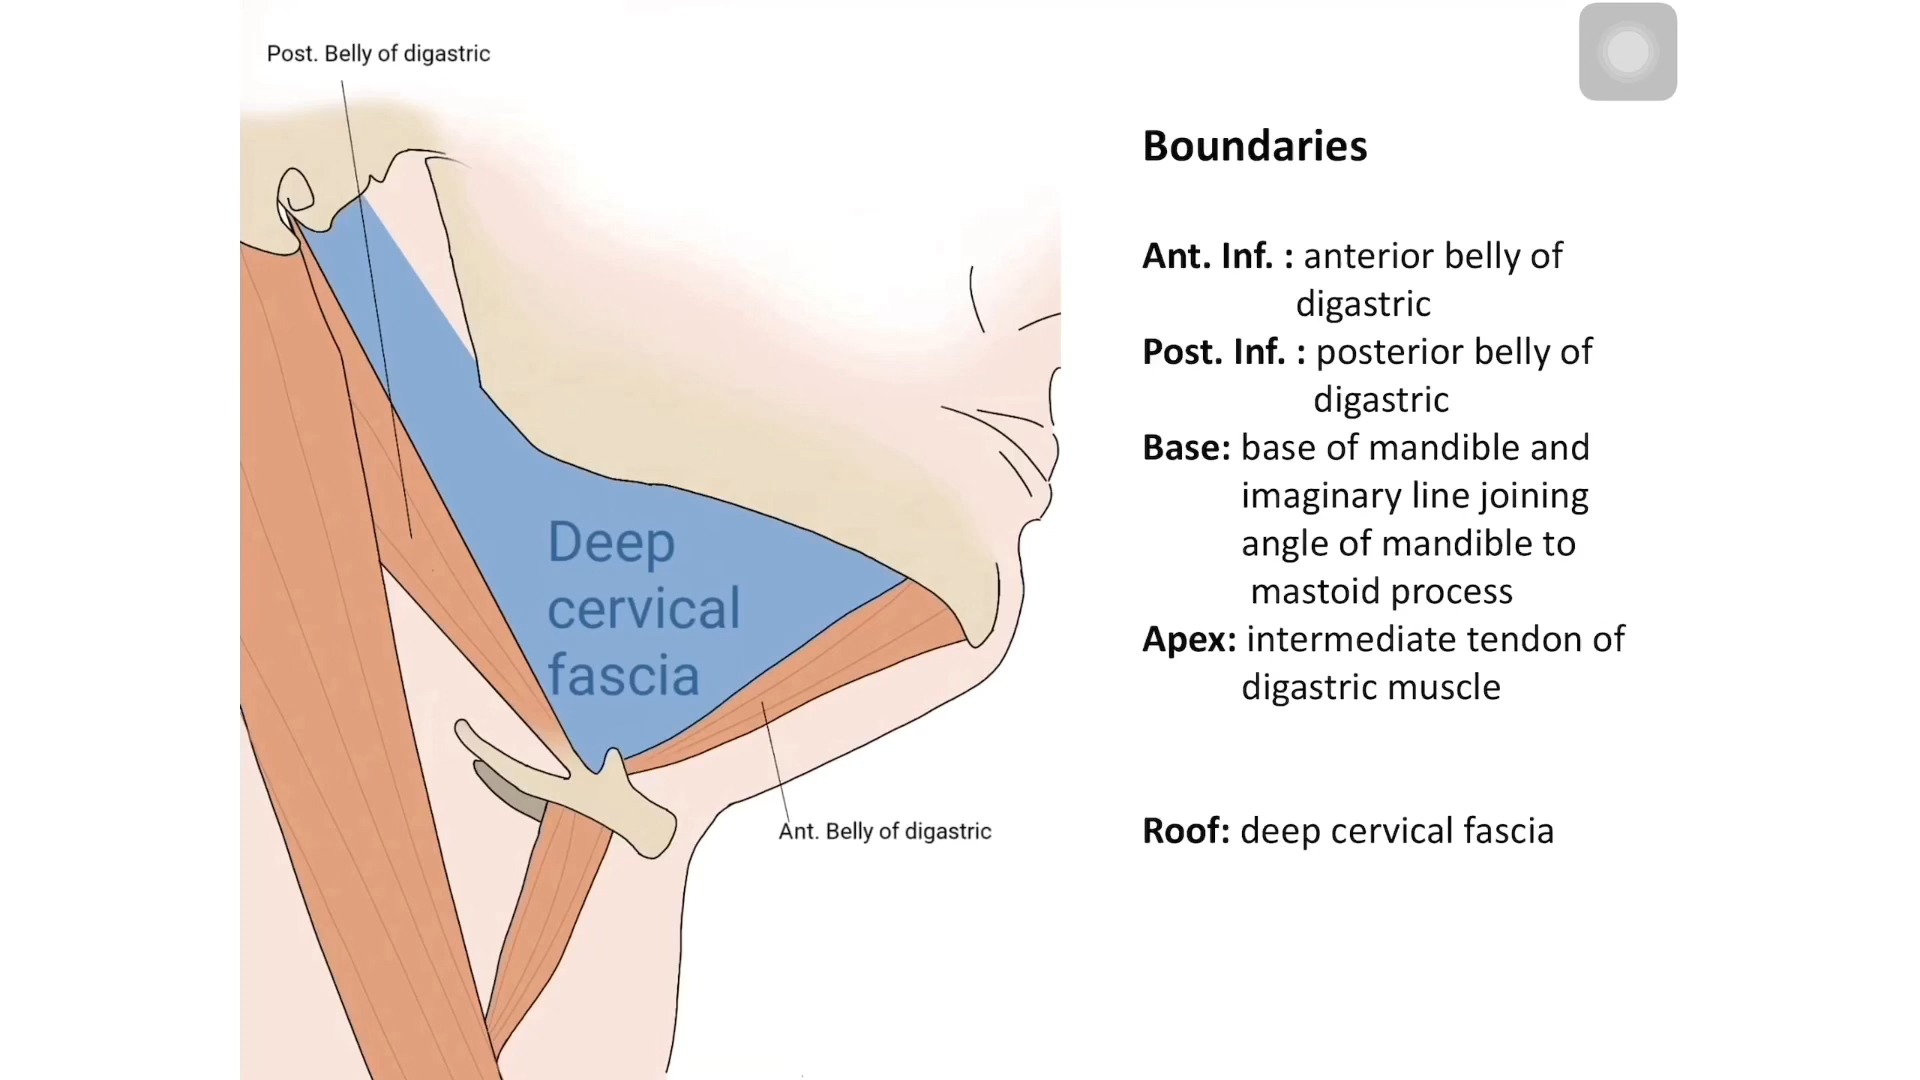 Post. Belly of digastric
Deep
cervical
fascia
Ant. Belly of digastric
Boundaries
Ant. Inf. : anterior belly of
digastric
Post. Inf. : posterior belly of
digastric
Base: base of mandible and
imaginary line joining
angle of mandible to
mastoid process
Apex: intermediate tendon of
digastric muscle
Roof: deep cervical fascia